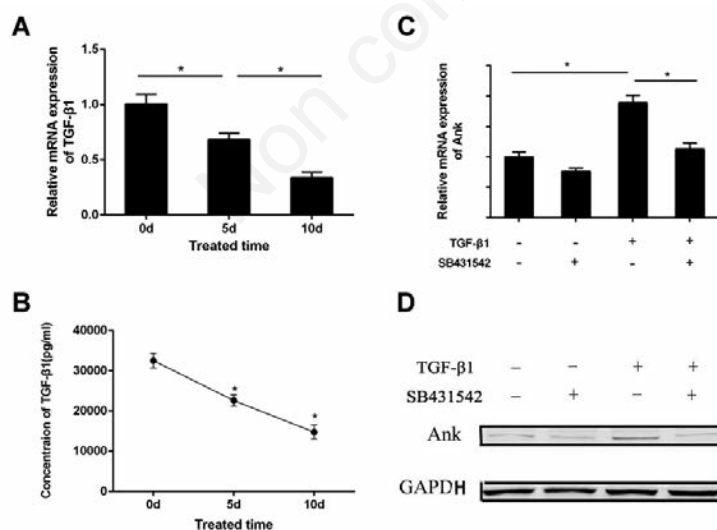 Non com
A
Relative mRNA expression
of TGF-β1
1.5
1.0
0.5
0.0
0d
5d
10d
Treated time
*
*
B
Concentraion of TGF-β1(pg/ml)
40000
30000
20000
10000
0
0d
5d
10d
Treated time
*
*
C
Relative mRNA expression
of Ank
*
*
TGF-β1 - - + +
SB431542 - + - +
D
TGF-β1 – – + +
SB431542 – + – +
Ank
GAPDH